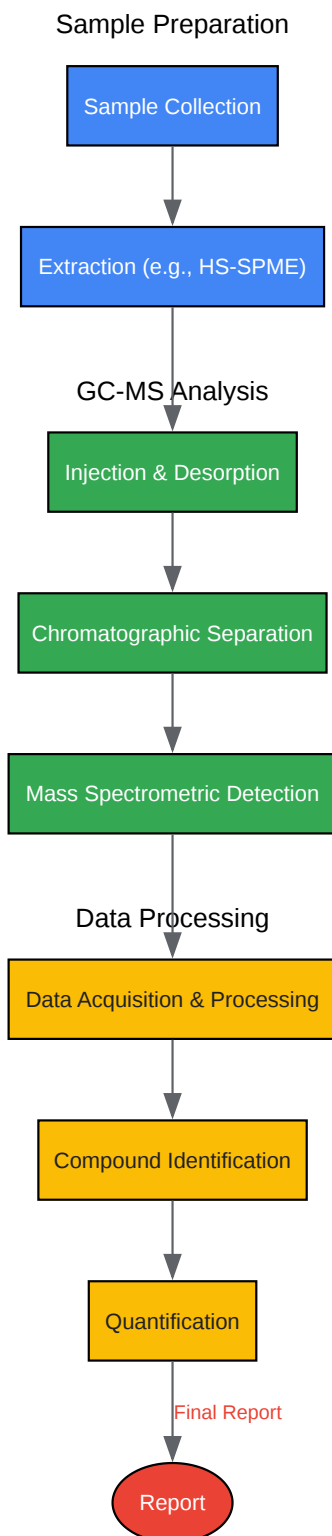 Sample Preparation
Sample Collection
Extraction (e.g., HS-SPME)
GC-MS Analysis
Injection & Desorption
Chromatographic Separation
Mass Spectrometric Detection
Data Processing
Data Acquisition & Processing
Compound Identification
Quantification
Final Report
Report